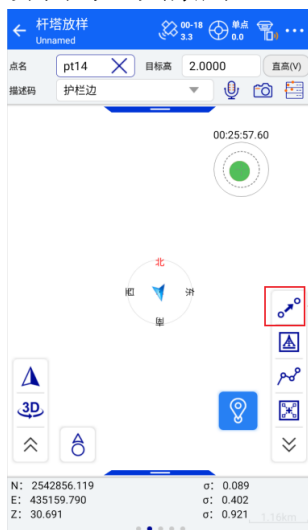 杆塔放样
Unnamed
00-18
3.3
单点
0.0
点名
pt14
目标高
2.0000
直高(V)
描述码
护栏边
00:25:57.60
北
西
东
南
3D
N: 2542856.119
σ: 0.089
E: 435159.790
σ: 0.402
Z: 30.691
σ: 0.921
1.16km